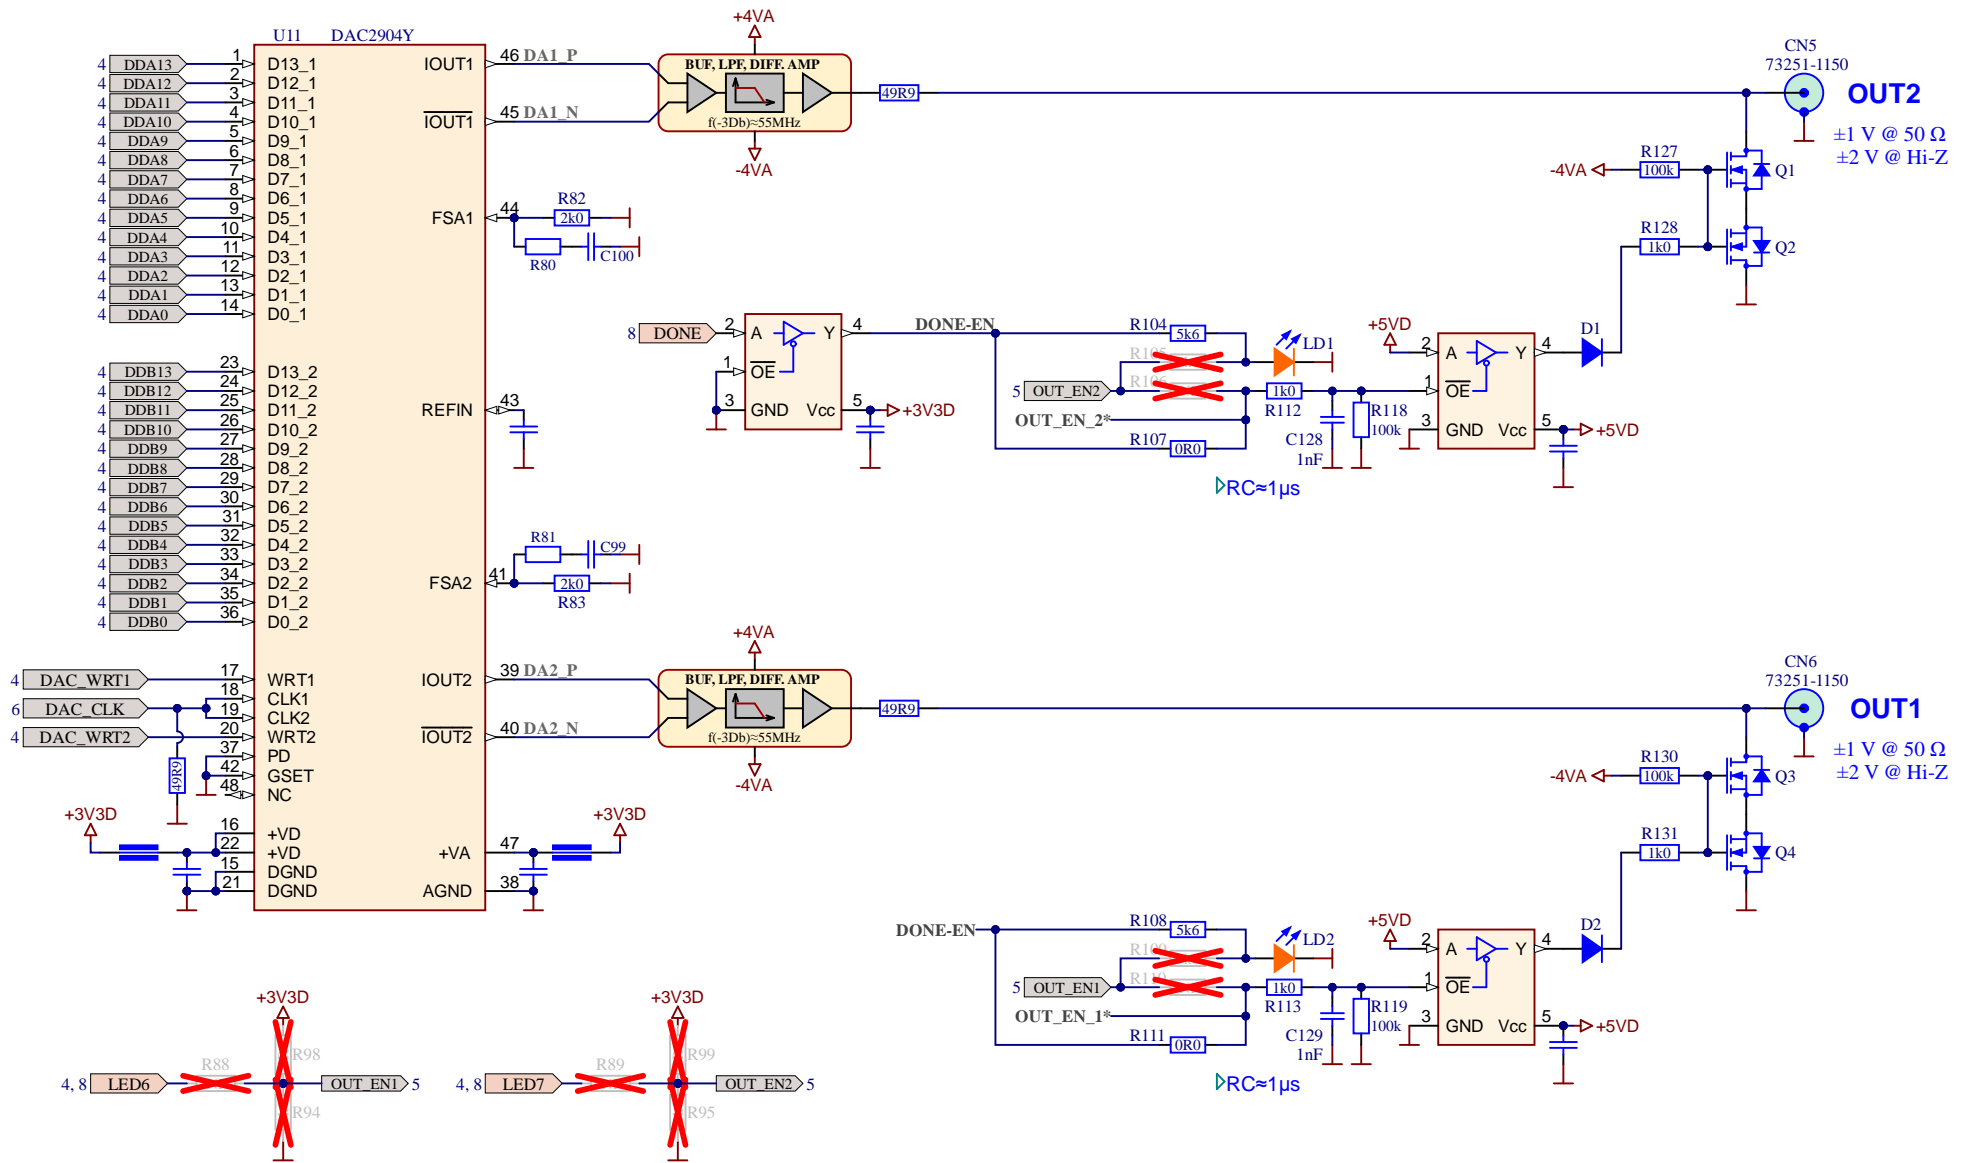 U11 DAC2904Y
4 DDA13 1 D13_1
4 DDA12 2 D12_1
4 DDA11 3 D11_1
4 DDA10 4 D10_1
4 DDA9 5 D9_1
4 DDA8 6 D8_1
4 DDA7 7 D7_1
4 DDA6 8 D6_1
4 DDA5 9 D5_1
4 DDA4 10 D4_1
4 DDA3 11 D3_1
4 DDA2 12 D2_1
4 DDA1 13 D1_1
4 DDA0 14 D0_1
4 DDB13 23 D13_2
4 DDB12 24 D12_2
4 DDB11 25 D11_2
4 DDB10 26 D10_2
4 DDB9 27 D9_2
4 DDB8 28 D8_2
4 DDB7 29 D7_2
4 DDB6 30 D6_2
4 DDB5 31 D5_2
4 DDB4 32 D4_2
4 DDB3 33 D3_2
4 DDB2 34 D2_2
4 DDB1 35 D1_2
4 DDB0 36 D0_2
4 DAC_WRT1 17 WRT1
18 CLK1
6 DAC_CLK
19 CLK2
4 DAC_WRT2 20 WRT2
37 PD
42 GSET
48 NC
49R9
+3V3D
16 +VD
22 +VD
15 DGND
21 DGND
IOUT1 46 DA1_P
IOUT1 45 DA1_N
FSA1 44
R82
2k0
R80 C100
REFIN 43
R81 C99
FSA2 41
2k0
R83
IOUT2 39 DA2_P
IOUT2 40 DA2_N
+3V3D
+VA 47
AGND 38
+4VA
BUF, LPF, DIFF. AMP
f(-3Db)≈55MHz
-4VA
49R9
CN5
73251-1150
OUT2
±1 V @ 50 Ω
±2 V @ Hi-Z
-4VA R127
100k
Q1
R128
1k0
Q2
8 DONE 2 A Y 4
1 OE
3 GND Vcc 5 +3V3D
DONE-EN
R104
5k6
LD1
R105
R106
5 OUT_EN2
1k0
R112
OUT_EN_2*
R107
0R0
C128
1nF
R118
100k
RC≈1µs
+5VD
2 A Y 4
D1
1 OE
3 GND Vcc 5 +5VD
+4VA
BUF, LPF, DIFF. AMP
f(-3Db)≈55MHz
-4VA
49R9
CN6
73251-1150
OUT1
±1 V @ 50 Ω
±2 V @ Hi-Z
-4VA R130
100k
Q3
R131
1k0
Q4
DONE-EN
R108
5k6
LD2
R109
5 OUT_EN1
1k0
R113
OUT_EN_1*
R111
0R0
C129
1nF
R119
100k
RC≈1µs
+5VD
2 A Y 4
D2
1 OE
3 GND Vcc 5 +5VD
+3V3D
R98
R88
4, 8 LED6 OUT_EN1 5
R94
+3V3D
R99
R89
4, 8 LED7 OUT_EN2 5
R95